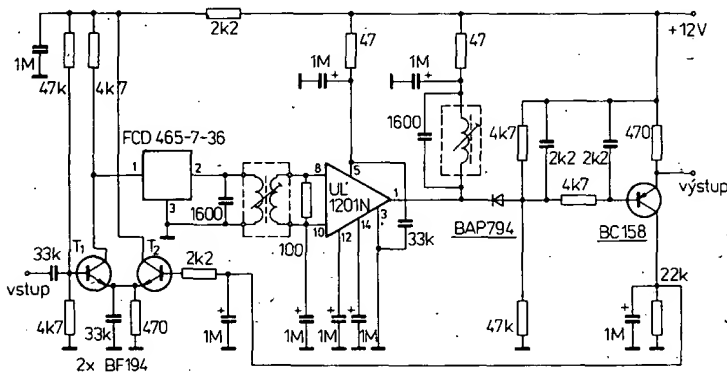 2k2
+12V
1M
47k
4k7
47
1M +
47
1M +
FCD 465-7-36
1600
4k7
2k2
2k2
470
1
2
3
8
5
UL
1201N
1
3
10
12
14
4k7
výstup
1600
100
33k
BAP794
BC158
33k
T1
T2
2k2
vstup
22k
4k7
33k
470
+
1M
+
1M
+
1M
+
1M
47k
+
1M
2x BF194